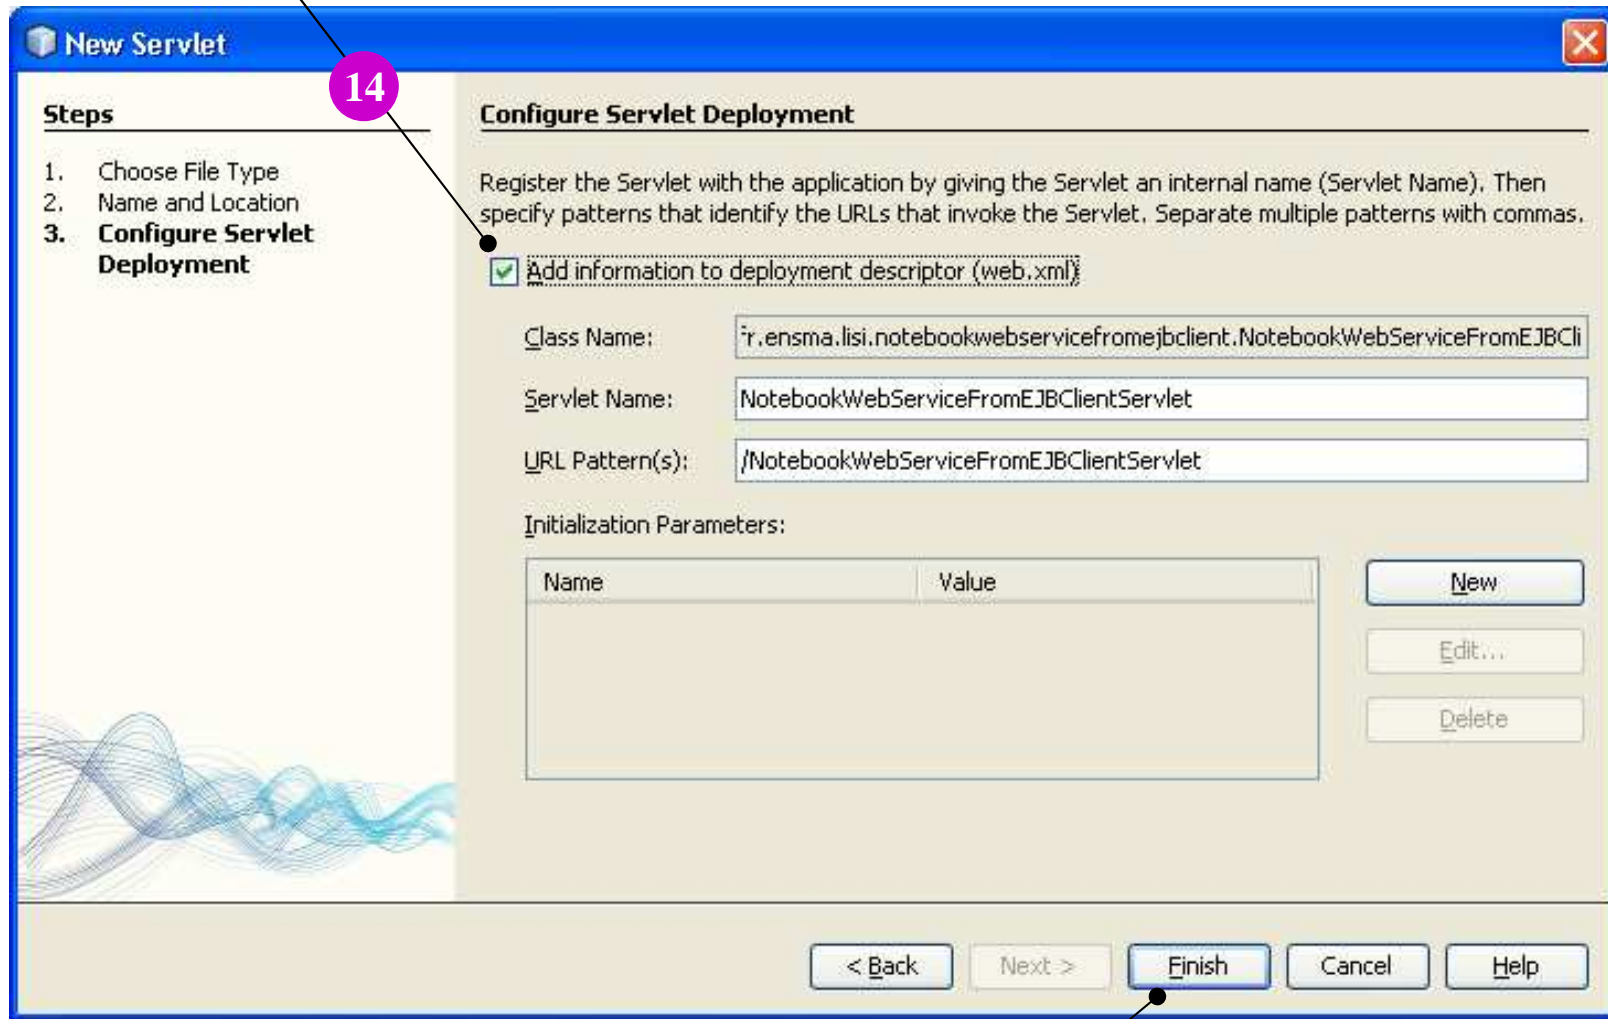 New Servlet
14
Steps
1. Choose File Type
2. Name and Location
3. Configure Servlet
Deployment
Configure Servlet Deployment
Register the Servlet with the application by giving the Servlet an internal name (Servlet Name). Then
specify patterns that identify the URLs that invoke the Servlet. Separate multiple patterns with commas.
Add information to deployment descriptor (web.xml)
Class Name: fr.ensma.lisi.notebookwebservicefromejbclient.NotebookWebServiceFromEJBCli
Servlet Name: NotebookWebServiceFromEJBClientServlet
URL Pattern(s): /NotebookWebServiceFromEJBClientServlet
Initialization Parameters:
Name Value
New
Edit...
Delete
< Back Next > Finish Cancel Help